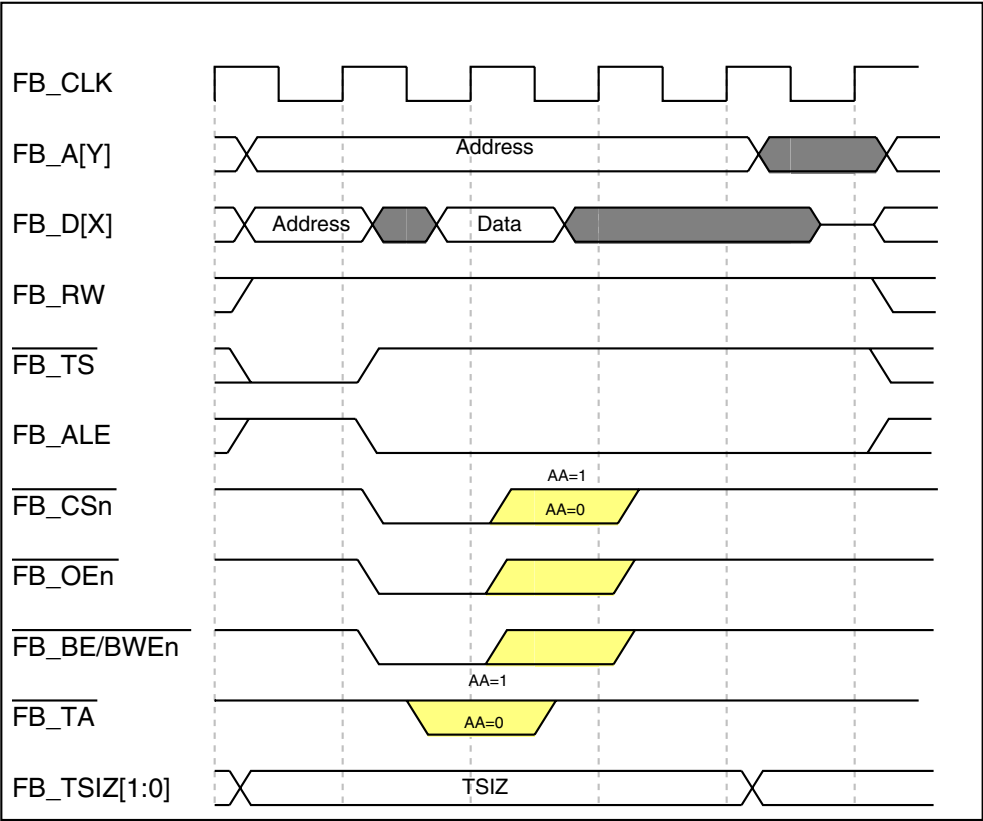 FB_CLK
FB_A[Y] Address
FB_D[X] Address Data
FB_RW
FB_TS
FB_ALE
AA=1
FB_CSn AA=0
FB_OEn
FB_BE/BWEn
AA=1
FB_TA AA=0
FB_TSIZ[1:0] TSIZ